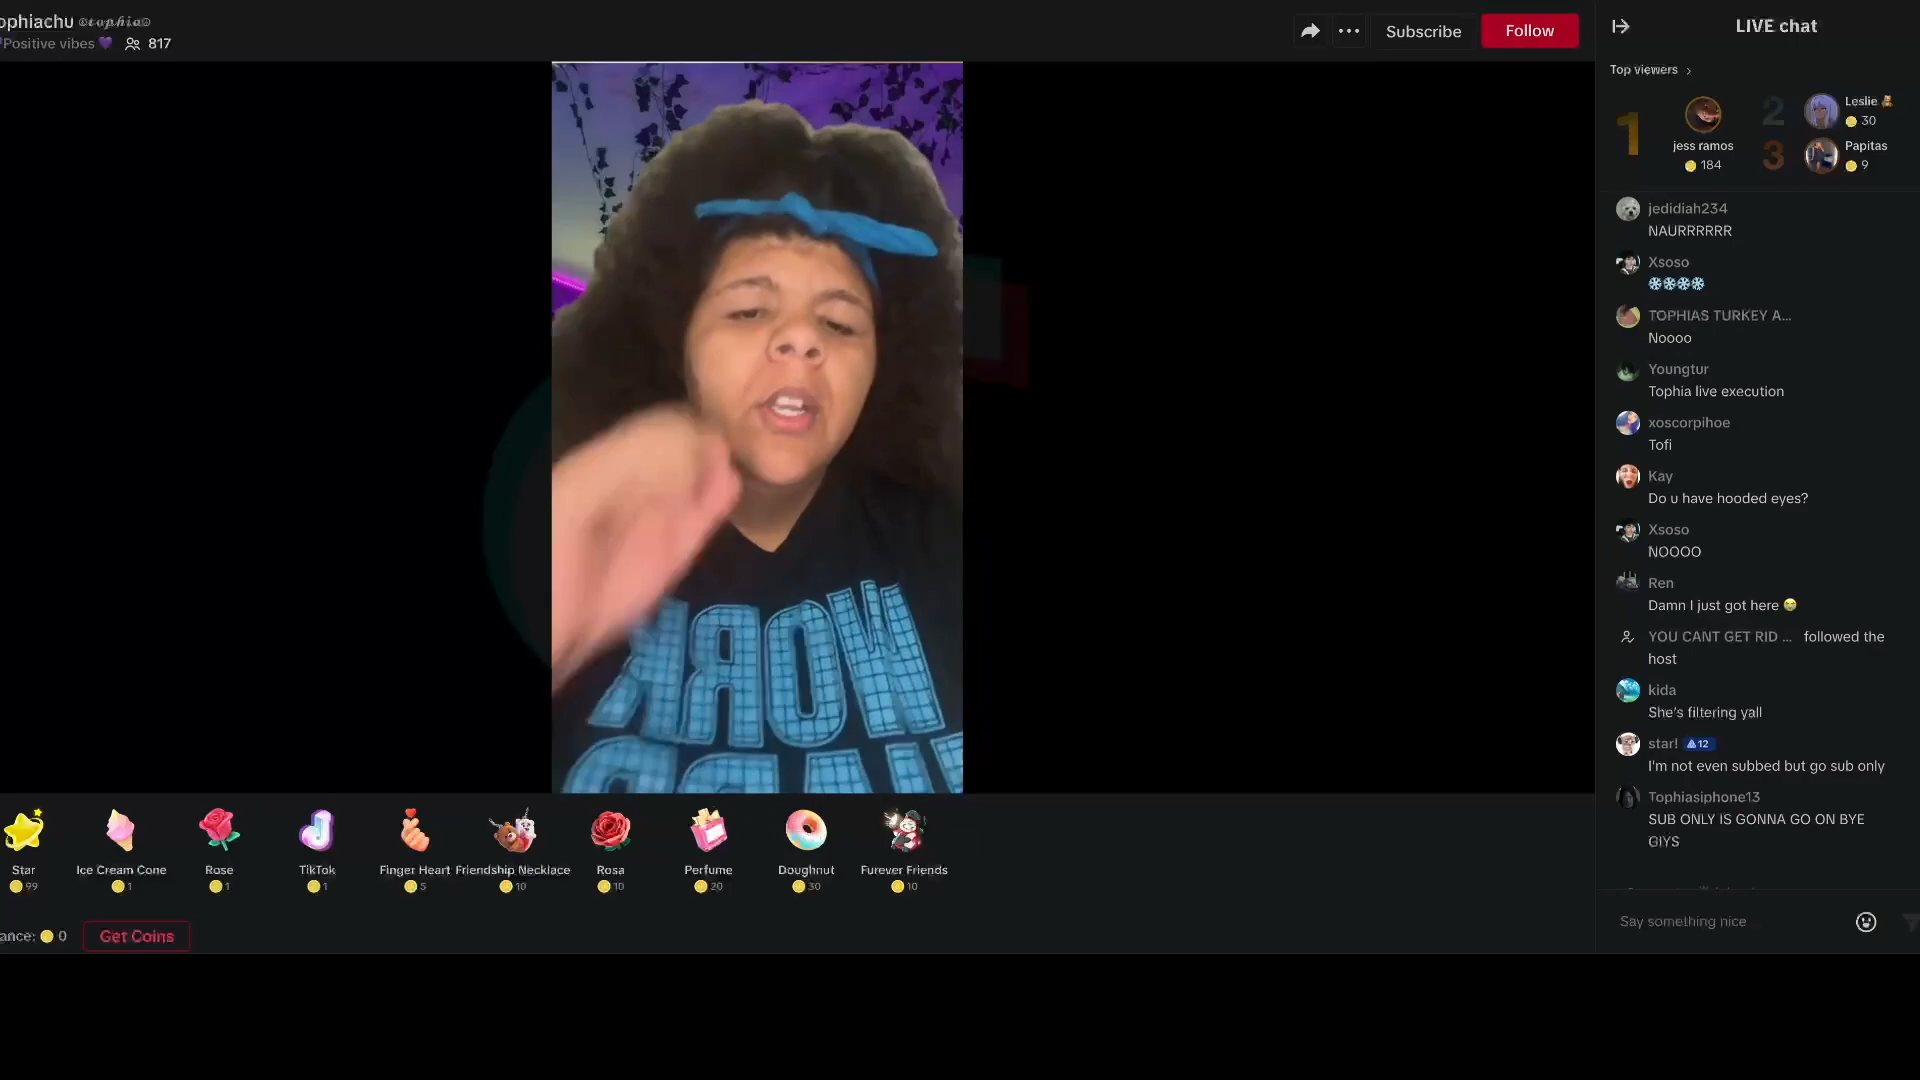 ophiachu @tophia☹
Positive vibes 💜 817
Subscribe
Follow
LIVE chat
Top viewers >
1
jess ramos
184
2
Leslie 🧸
30
3
Papitas
9
jedidiah234
NAURRRRRR
Xsoso
❄❄❄❄
TOPHIAS TURKEY A...
Noooo
Youngtur
Tophia live execution
xoscorpihoe
Tofi
Kay
Do u have hooded eyes?
Xsoso
NOOOO
Ren
Damn I just got here 😭
YOU CANT GET RID ... followed the
host
kida
She's filtering yall
star! 12
I'm not even subbed but go sub only
Tophiasiphone13
SUB ONLY IS GONNA GO ON BYE
GIYS
Say something nice
WORK
HARD
Star
99
Ice Cream Cone
1
Rose
1
TikTok
1
Finger Heart
5
Friendship Necklace
10
Rosa
10
Perfume
20
Doughnut
30
Furever Friends
10
ance: 0
Get Coins